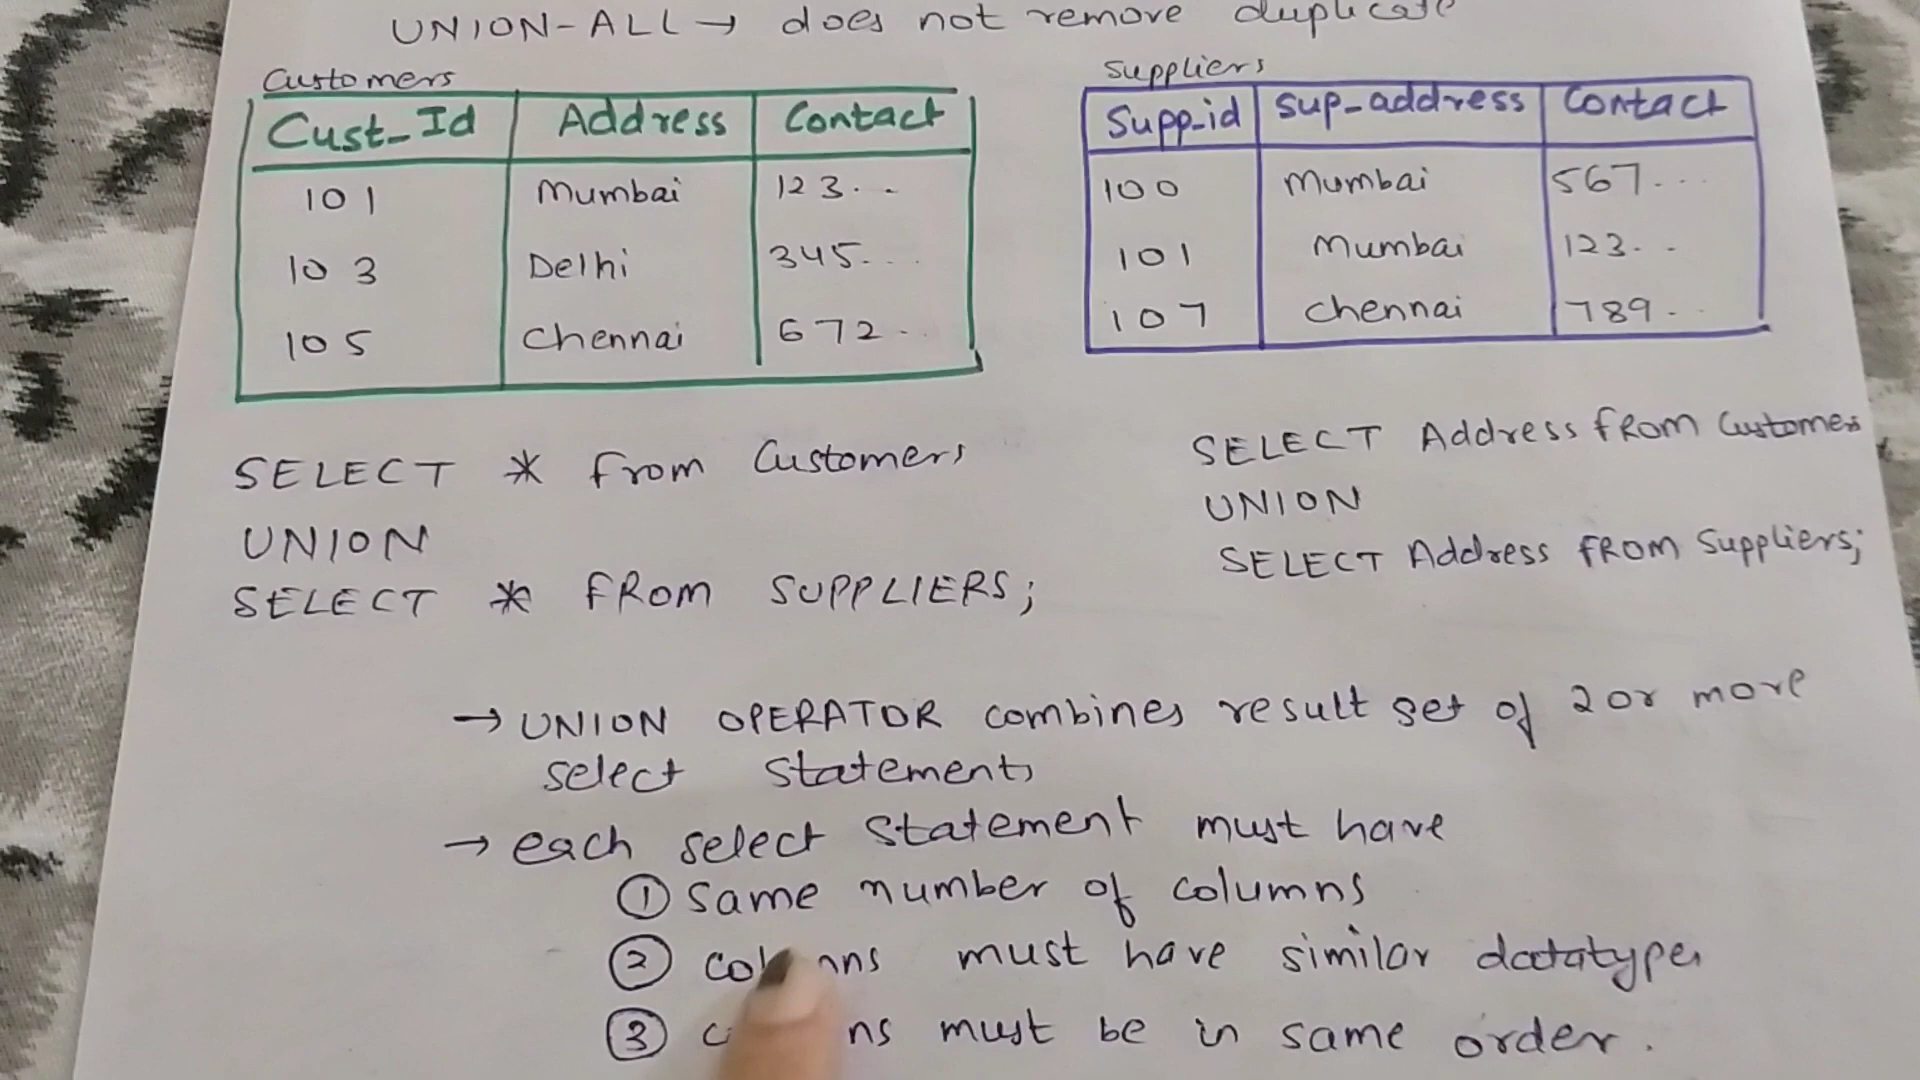 UNION-ALL → does not remove duplicate
Customers
Cust_Id Address Contact
101 Mumbai 123...
103 Delhi 345....
105 Chennai 672..
Suppliers
Supp_id sup_address Contact
100 Mumbai 567...
101 Mumbai 123..
107 Chennai 789..
SELECT * from Customers
UNION
SELECT * FROM SUPPLIERS;
SELECT Address FROM Customers
UNION
SELECT Address FROM Suppliers;
→ UNION OPERATOR combines result set of 2 or more
select statements
→ each select statement must have
① same number of columns
② columns must have similar datatypes
③ must be in same order.